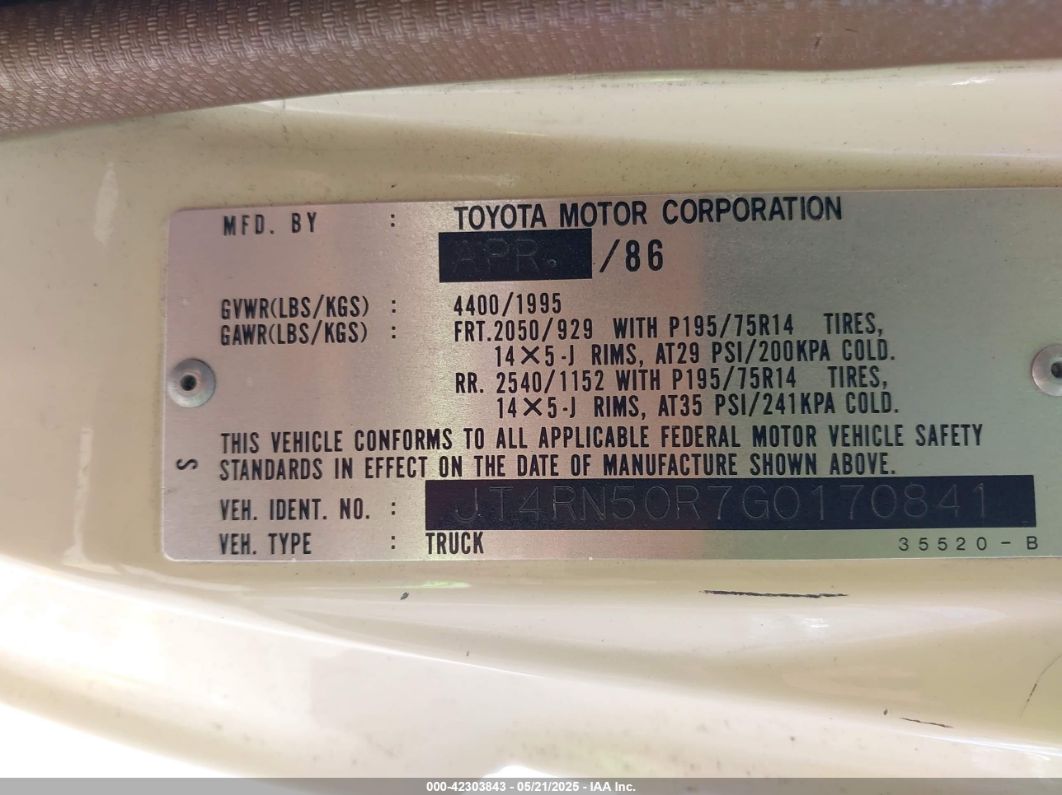 MFD. BY : TOYOTA MOTOR CORPORATION
APR. /86
GVWR(LBS/KGS) : 4400/1995
GAWR(LBS/KGS) : FRT.2050/929 WITH P195/75R14 TIRES,
14×5-J RIMS, AT29 PSI/200KPA COLD.
RR. 2540/1152 WITH P195/75R14 TIRES,
14×5-J RIMS, AT35 PSI/241KPA COLD.
THIS VEHICLE CONFORMS TO ALL APPLICABLE FEDERAL MOTOR VEHICLE SAFETY
S STANDARDS IN EFFECT ON THE DATE OF MANUFACTURE SHOWN ABOVE.
VEH. IDENT. NO. : JT4RN50R7G0170841
VEH. TYPE : TRUCK 35520-B
000-42303843 - 05/21/2025 - IAA Inc.